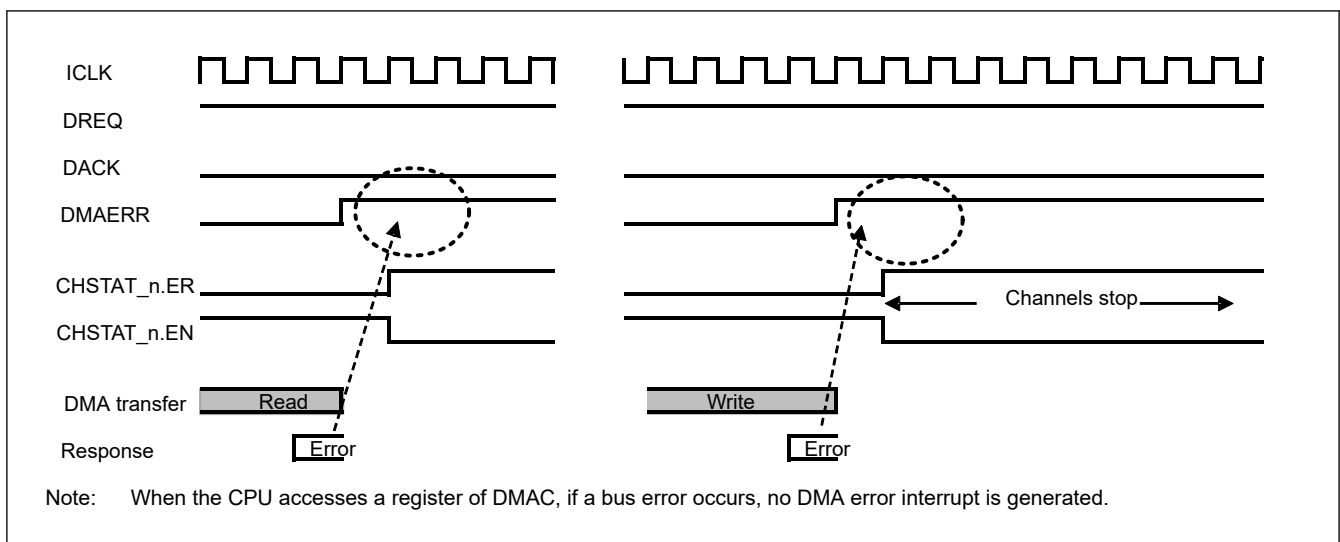 ICLK
DREQ
DACK
DMAERR
CHSTAT_n.ER
Channels stop
CHSTAT_n.EN
DMA transfer Read Write
Response Error Error
Note: When the CPU accesses a register of DMAC, if a bus error occurs, no DMA error interrupt is generated.